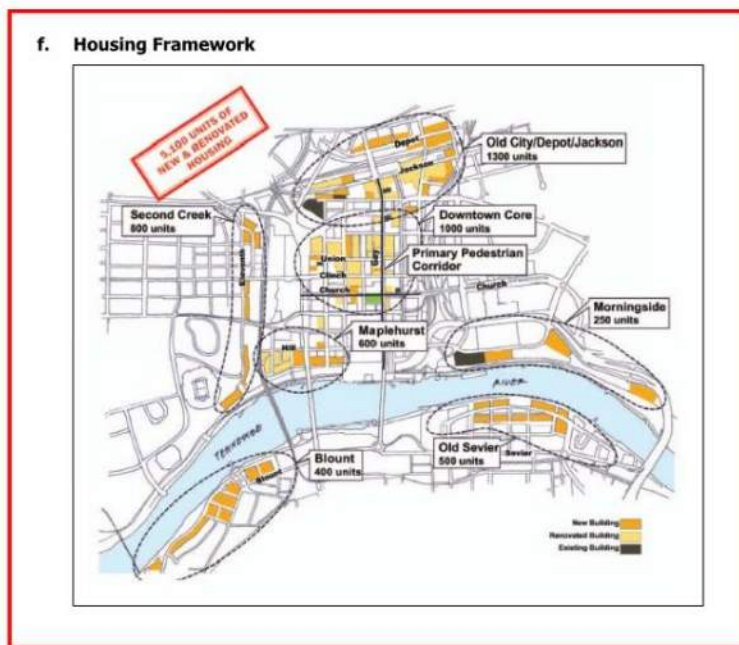 f. Housing Framework
5,100 UNITS OF
NEW & RENOVATED
HOUSING
Depot
Old City/Depot/Jackson
1300 units
Jackson
Second Creek
800 units
Downtown Core
1000 units
Eleventh
Union
Gay
Primary Pedestrian
Corridor
Clinch
Church
Church
Morningside
250 units
Hill
Maplehurst
600 units
RIVER
TENNESSEE
Old Sevier
500 units
Sevier
Blount
400 units
Blount
New Building
Renovated Building
Existing Building